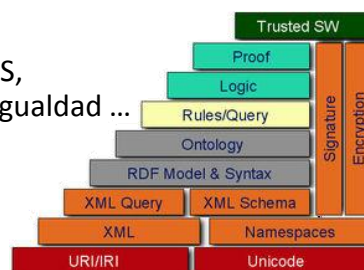 Trusted SW
S,
Proof
Logic
gualdad ...
Rules/Query
Ontology
RDF Model & Syntax
Signature
Encryption
XML Query
XML Schema
XML
Namespaces
URI/IRI
Unicode